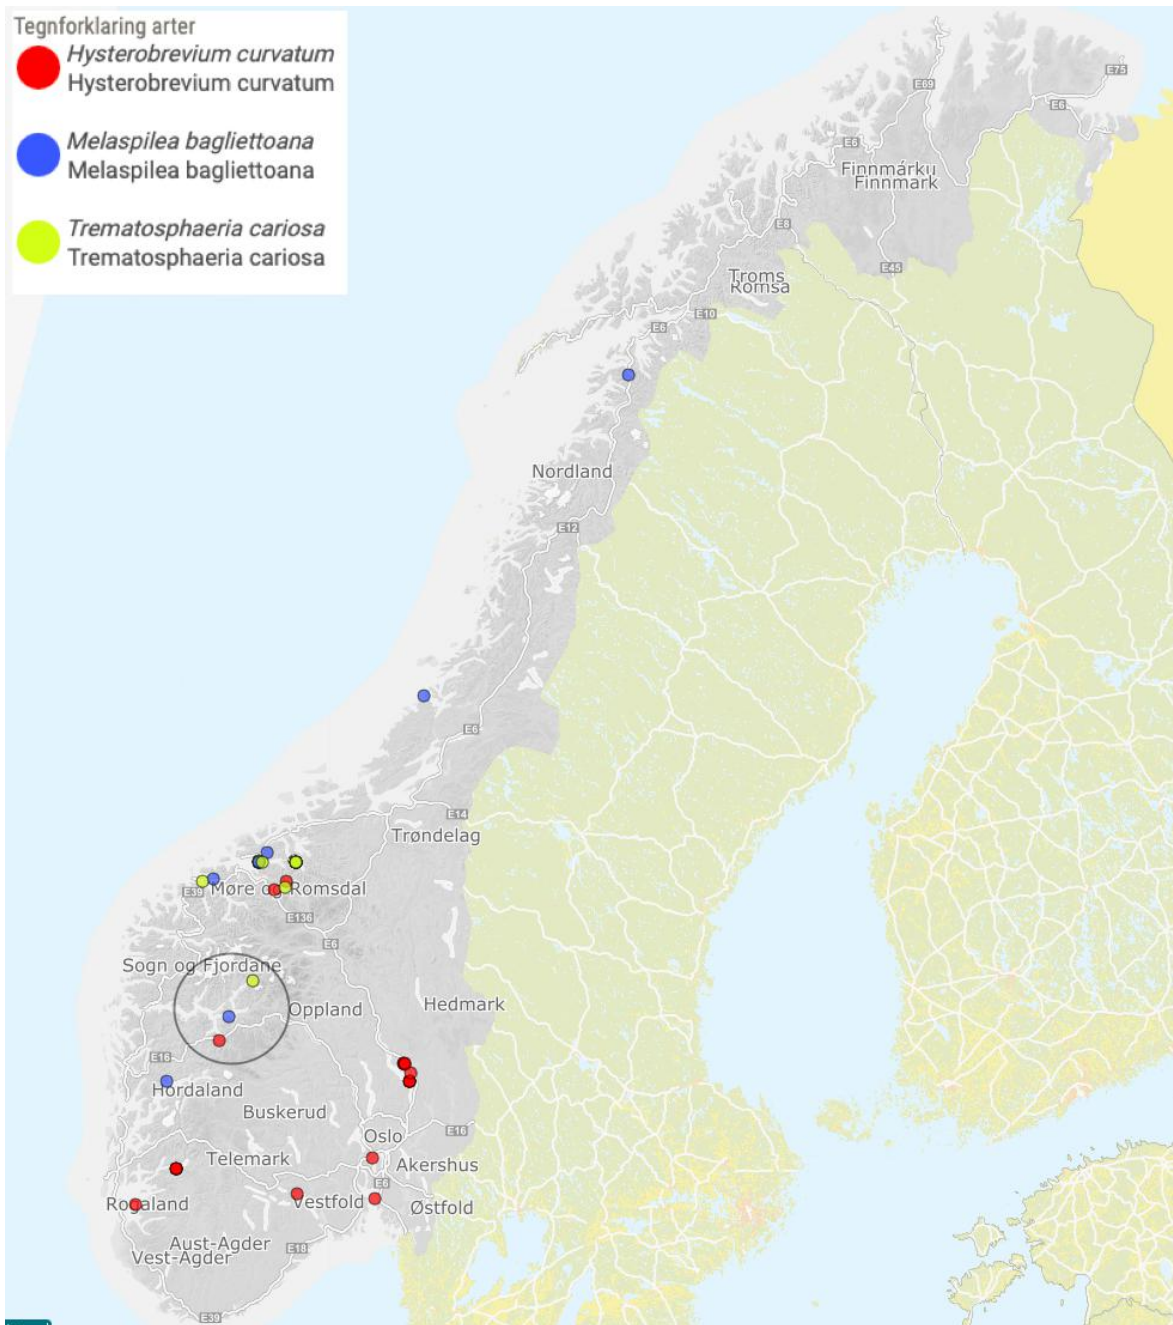 Tegnforklaring arter
Hysterobrevium curvatum
Hysterobrevium curvatum
Melaspilea bagliettoana
Melaspilea bagliettoana
Trematosphaeria cariosa
Trematosphaeria cariosa
E75
E69
E6
E6
Finnmárku
Finnmark
E8
E45
Troms
Romsa
E10
E6
Nordland
E12
E6
E14
Trøndelag
E39
Møre og Romsdal
E136
E6
Sogn og Fjordane
Hedmark
Oppland
E16
Hordaland
Buskerud
E16
Oslo
Telemark
Akershus
E6
Rogaland
Vestfold
Østfold
Aust-Agder
E18
Vest-Agder
E39